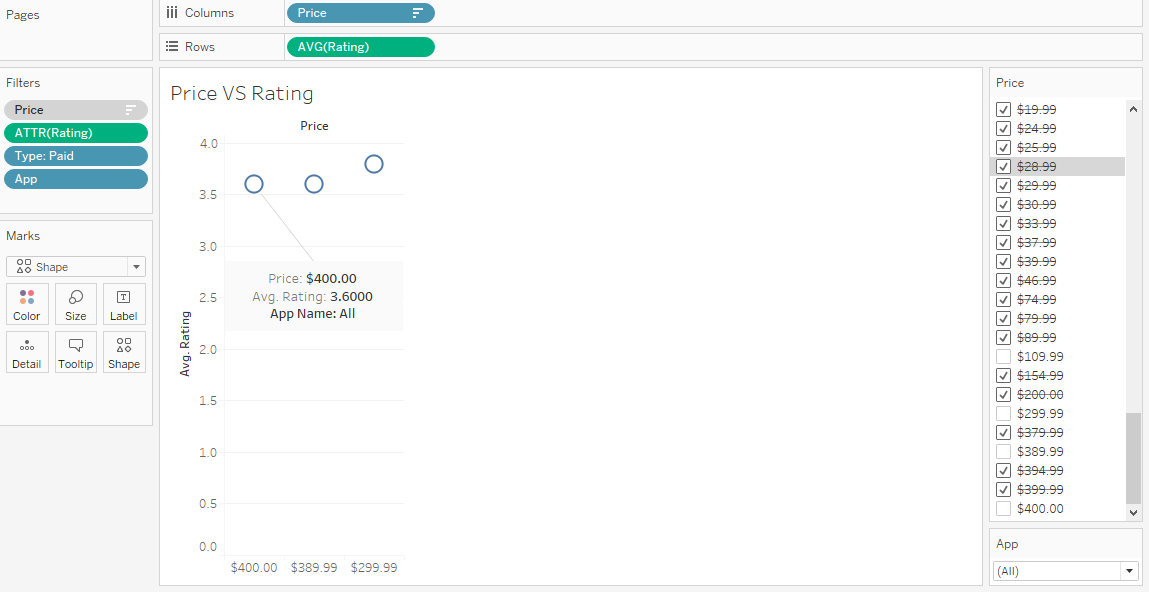 Pages
Columns
Price
Rows
AVG(Rating)
Filters
Price
ATTR(Rating)
Type: Paid
App
Marks
Shape
Color
Size
Label
Detail
Tooltip
Shape
Price VS Rating
Price
4.0
3.5
3.0
2.5
2.0
1.5
1.0
0.5
0.0
Avg. Rating
Price: $400.00
Avg. Rating: 3.6000
App Name: All
$400.00
$389.99
$299.99
Price
$19.99
$24.99
$25.99
$28.99
$29.99
$30.99
$33.99
$37.99
$39.99
$46.99
$74.99
$79.99
$89.99
$109.99
$154.99
$200.00
$299.99
$379.99
$389.99
$394.99
$399.99
$400.00
App
(All)